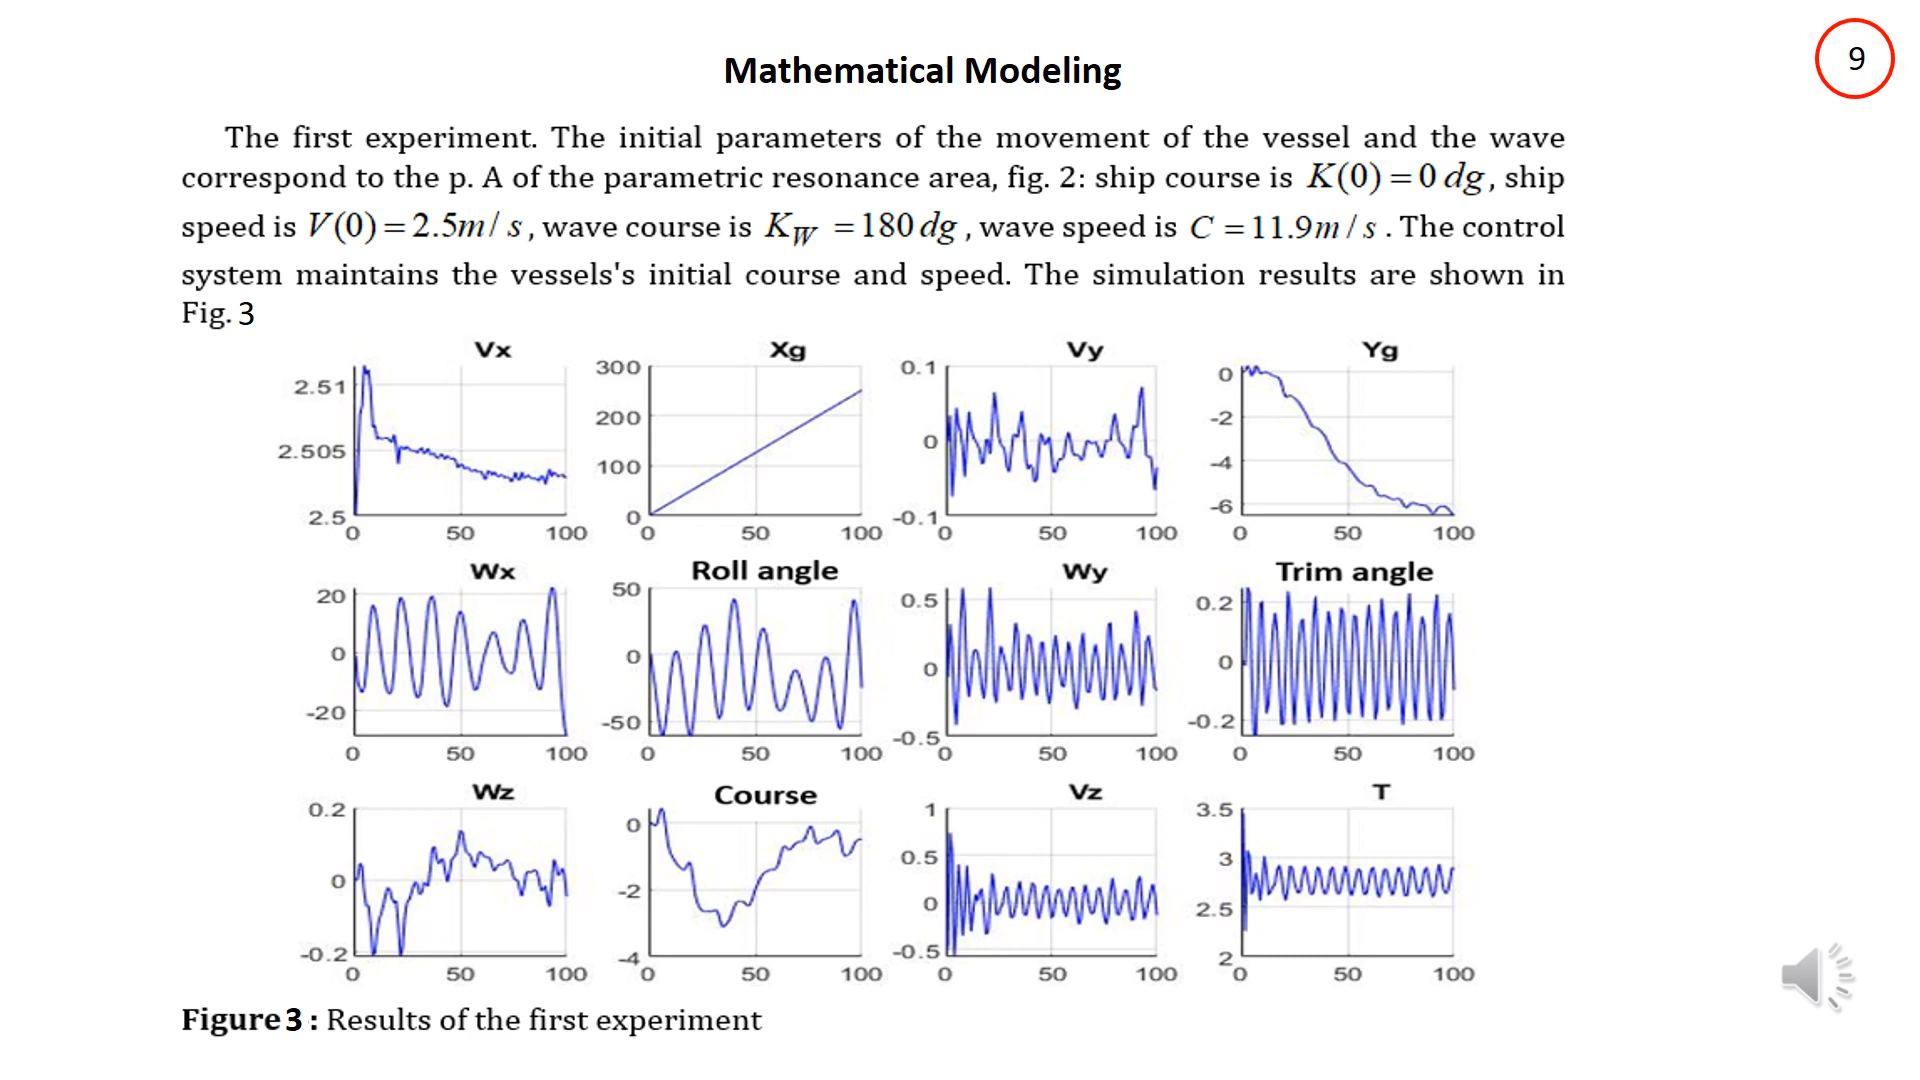 9
Mathematical Modeling
The first experiment. The initial parameters of the movement of the vessel and the wave
correspond to the p. A of the parametric resonance area, fig. 2: ship course is K(0) = 0 dg, ship
speed is V(0) = 2.5m/ s, wave course is K_W = 180 dg, wave speed is C = 11.9m / s. The control
system maintains the vessels's initial course and speed. The simulation results are shown in
Fig. 3
Vx Xg Vy Yg
2.51 300 0.1 0
200 -2
2.505 0
100 -4
-6
2.5 0 -0.1
0 50 100 0 50 100 0 50 100 0 50 100
Wx Roll angle Wy Trim angle
20 50 0.5 0.2
0 0 0 0
-20 -50 -0.5 -0.2
0 50 100 0 50 100 0 50 100 0 50 100
Wz Course Vz T
0.2 0 1 3.5
0.5 3
0 -2 0 2.5
-0.2 -4 -0.5 2
0 50 100 0 50 100 0 50 100 0 50 100
Figure 3 : Results of the first experiment